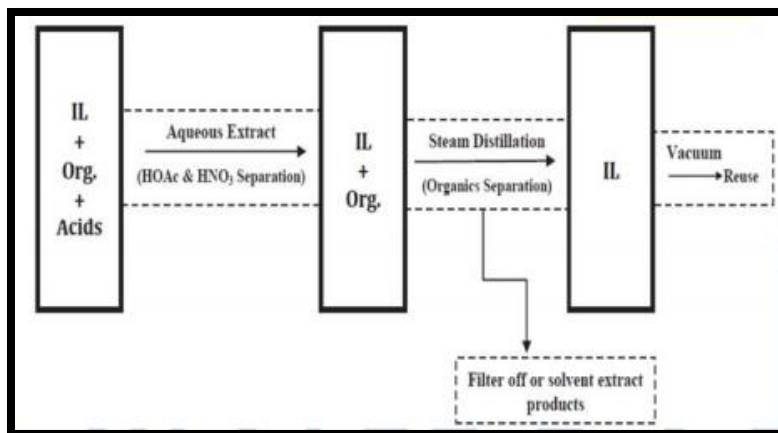 IL
+
Org.
+
Acids
Aqueous Extract
(HOAc & HNO₃ Separation)
IL
+
Org.
Steam Distillation
(Organics Separation)
IL
Vacuum
Reuse
Filter off or solvent extract
products